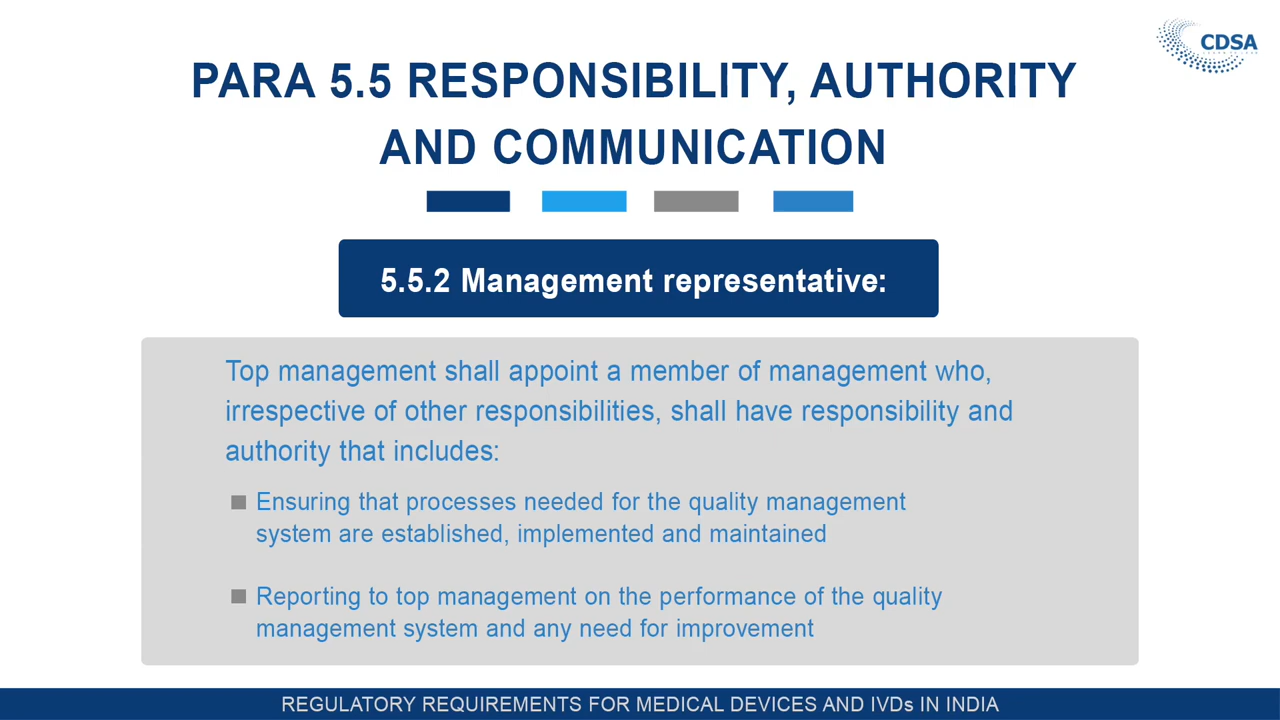 CDSA
PARA 5.5 RESPONSIBILITY, AUTHORITY
AND COMMUNICATION
5.5.2 Management representative:
Top management shall appoint a member of management who,
irrespective of other responsibilities, shall have responsibility and
authority that includes:
Ensuring that processes needed for the quality management
system are established, implemented and maintained
Reporting to top management on the performance of the quality
management system and any need for improvement
REGULATORY REQUIREMENTS FOR MEDICAL DEVICES AND IVDs IN INDIA